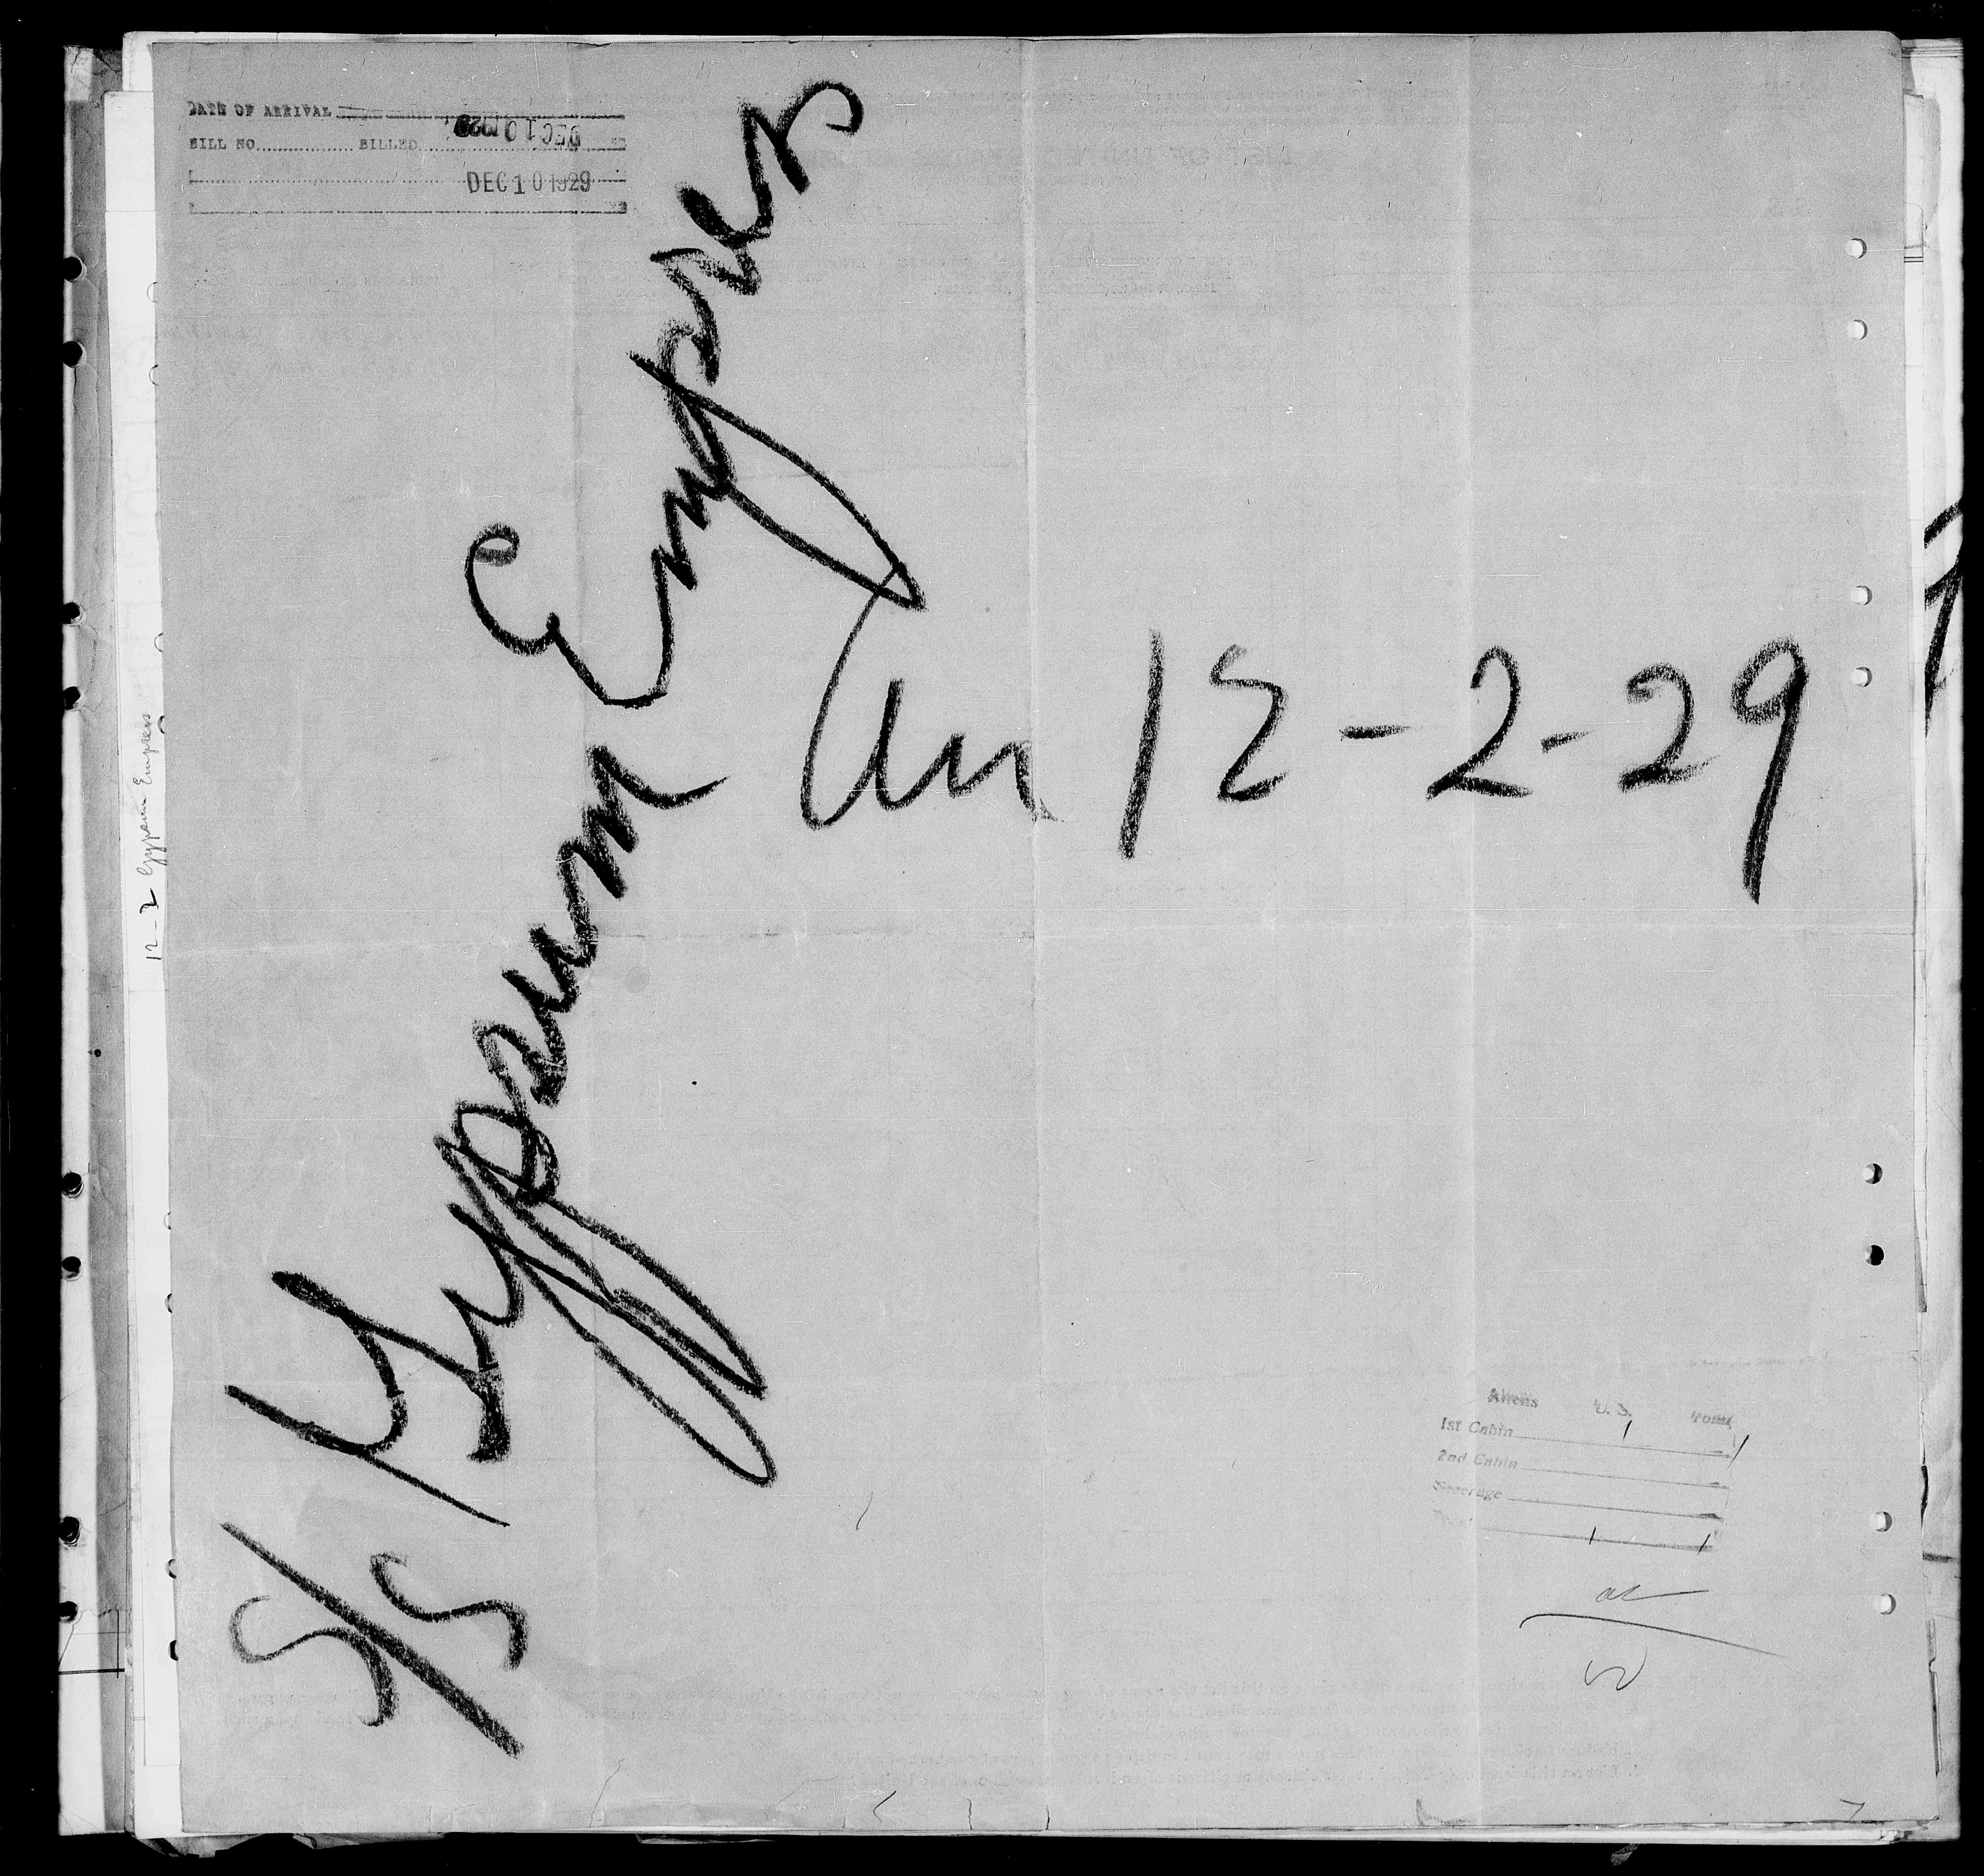 DATE OF ARRIVAL
BILL NO. BILLED DEC 10 1929
DEC 10 1929
S/S Gypsum Empress
Arr 12-2-29
12-2 Gypsum Empress
Aliens U.S. Total
1st Cabin 1 1
2nd Cabin
Steerage
Total 1 1